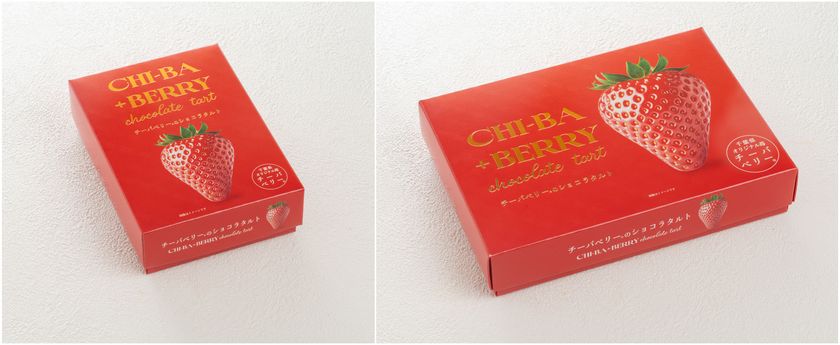 CHI-BA
+BERRY
chocolate tart
チーバベリー®のショコラタルト
千葉県
オリジナル苺
チーバ
ベリー®
チーバベリー®のショコラタルト
CHI-BA+BERRY chocolate tart
CHI-BA
+BERRY
chocolate tart
チーバベリー®のショコラタルト
千葉県
オリジナル苺
チーバ
ベリー®
チーバベリー®のショコラタルト
CHI-BA+BERRY chocolate tart